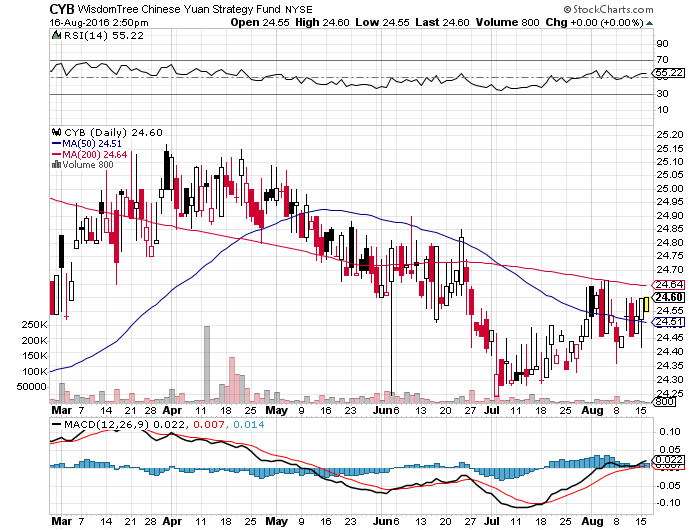 CYB WisdomTree Chinese Yuan Strategy Fund NYSE © StockCharts.com
16-Aug-2016 2:50pm Open 24.55 High 24.60 Low 24.55 Last 24.60 Volume 800 Chg +0.00 (+0.00%)
RSI(14) 55.22
90
70
55.22
50
30
10
CYB (Daily) 24.60
MA(50) 24.51
MA(200) 24.64
Volume 800
25.20
25.15
25.10
25.05
25.00
24.95
24.90
24.85
24.80
24.75
24.70
24.64
24.60
24.55
24.51
24.45
24.40
24.35
24.30
24.25
800
250K
200K
150K
100K
50000
Mar 7 14 21 28 Apr 11 18 25 May 9 16 23 Jun 6 13 20 27 Jul 11 18 25 Aug 8 15
MACD(12,26,9) 0.022, 0.007, 0.014
0.10
0.05
0.00
-0.05
-0.10
0.022
Mar 7 14 21 28 Apr 11 18 25 May 9 16 23 Jun 6 13 20 27 Jul 11 18 25 Aug 8 15